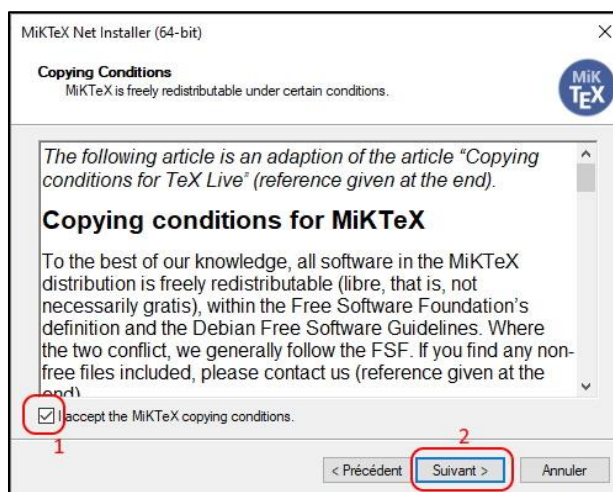 MiKTeX Net Installer (64-bit)
Copying Conditions
MiKTeX is freely redistributable under certain conditions.
MiK
TEX
The following article is an adaption of the article “Copying
conditions for TeX Live” (reference given at the end).
Copying conditions for MiKTeX
To the best of our knowledge, all software in the MiKTeX
distribution is freely redistributable (libre, that is, not
necessarily gratis), within the Free Software Foundation’s
definition and the Debian Free Software Guidelines. Where
the two conflict, we generally follow the FSF. If you find any non-
free files included, please contact us (reference given at the
end)
I accept the MiKTeX copying conditions.
1
2
< Précédent Suivant > Annuler